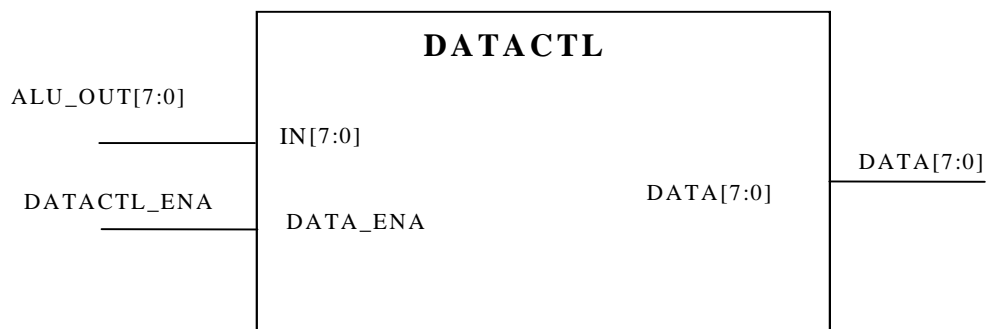 DATACTL
ALU_OUT[7:0]
IN[7:0]
DATA[7:0]
DATACTL_ENA
DATA[7:0]
DATA_ENA